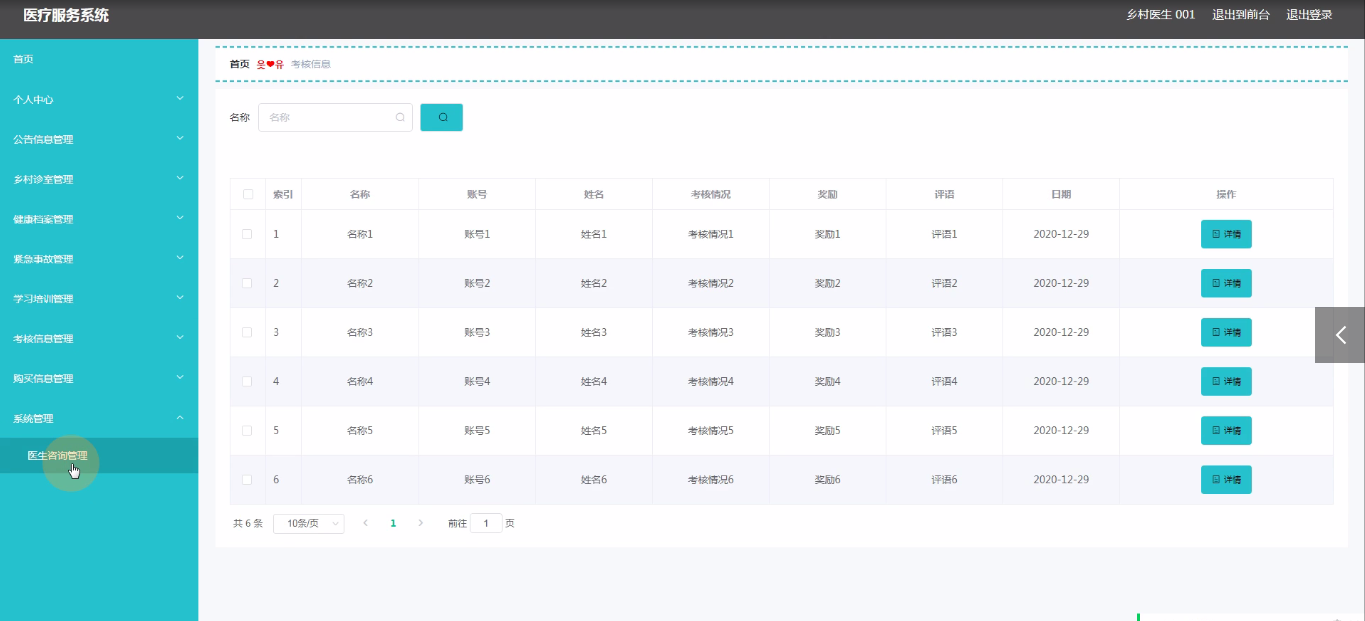 医疗服务系统
乡村医生 001 退出到前台 退出登录
首页
个人中心
公告信息管理
乡村诊室管理
健康档案管理
紧急事故管理
学习培训管理
考核信息管理
购买信息管理
系统管理
医生咨询管理
首页 웃❤유 考核信息
名称 名称
索引 名称 账号 姓名 考核情况 奖励 评语 日期 操作
1 名称1 账号1 姓名1 考核情况1 奖励1 评语1 2020-12-29 详情
2 名称2 账号2 姓名2 考核情况2 奖励2 评语2 2020-12-29 详情
3 名称3 账号3 姓名3 考核情况3 奖励3 评语3 2020-12-29 详情
4 名称4 账号4 姓名4 考核情况4 奖励4 评语4 2020-12-29 详情
5 名称5 账号5 姓名5 考核情况5 奖励5 评语5 2020-12-29 详情
6 名称6 账号6 姓名6 考核情况6 奖励6 评语6 2020-12-29 详情
共 6 条 10条/页 1 前往 1 页